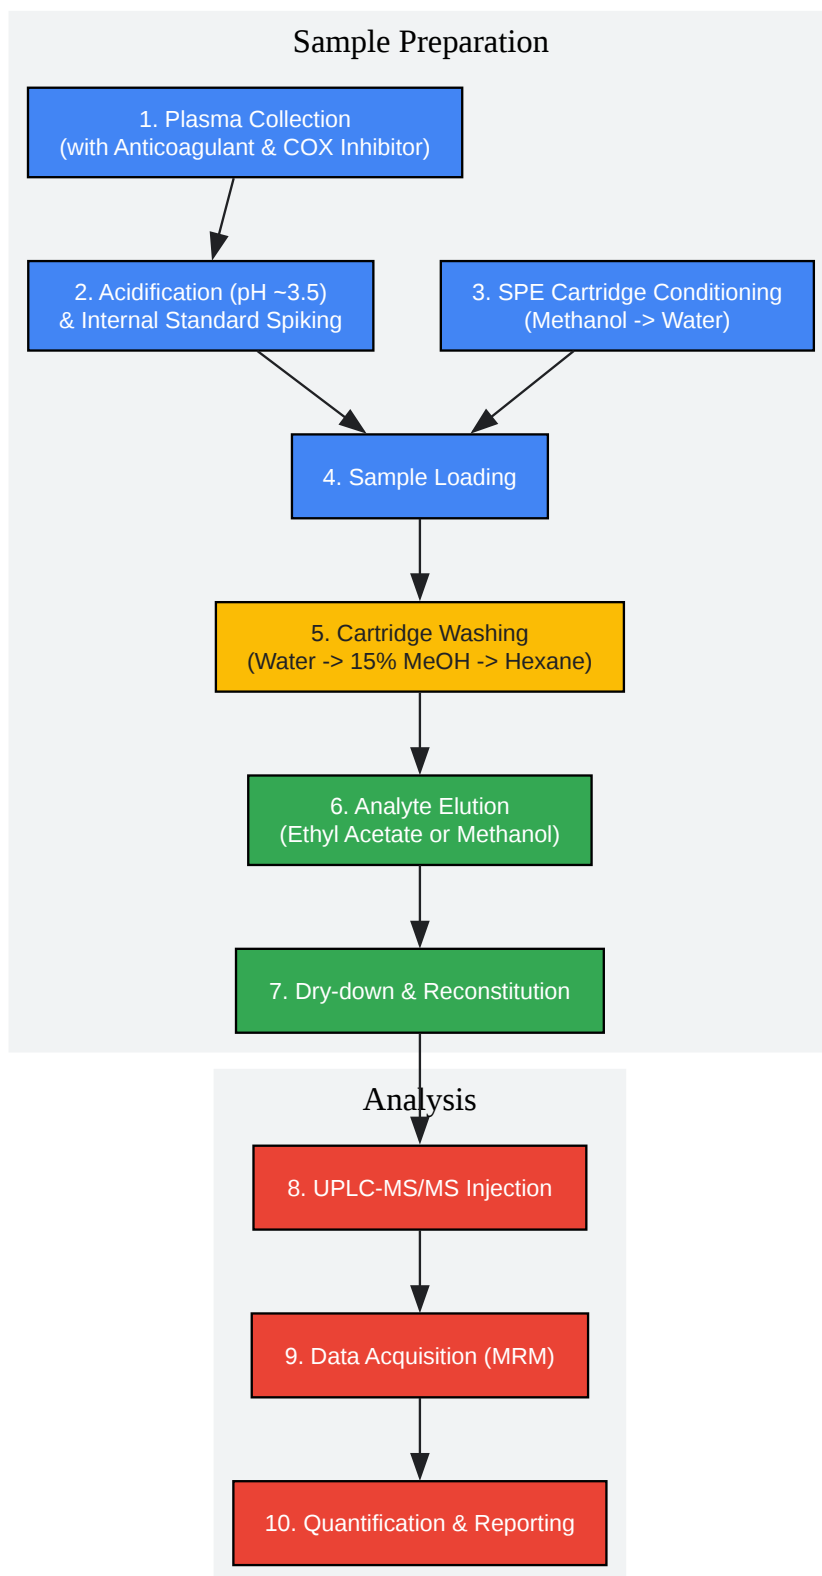 Sample Preparation
1. Plasma Collection
(with Anticoagulant & COX Inhibitor)
2. Acidification (pH ~3.5)
& Internal Standard Spiking
3. SPE Cartridge Conditioning
(Methanol -> Water)
4. Sample Loading
5. Cartridge Washing
(Water -> 15% MeOH -> Hexane)
6. Analyte Elution
(Ethyl Acetate or Methanol)
7. Dry-down & Reconstitution
Analysis
8. UPLC-MS/MS Injection
9. Data Acquisition (MRM)
10. Quantification & Reporting